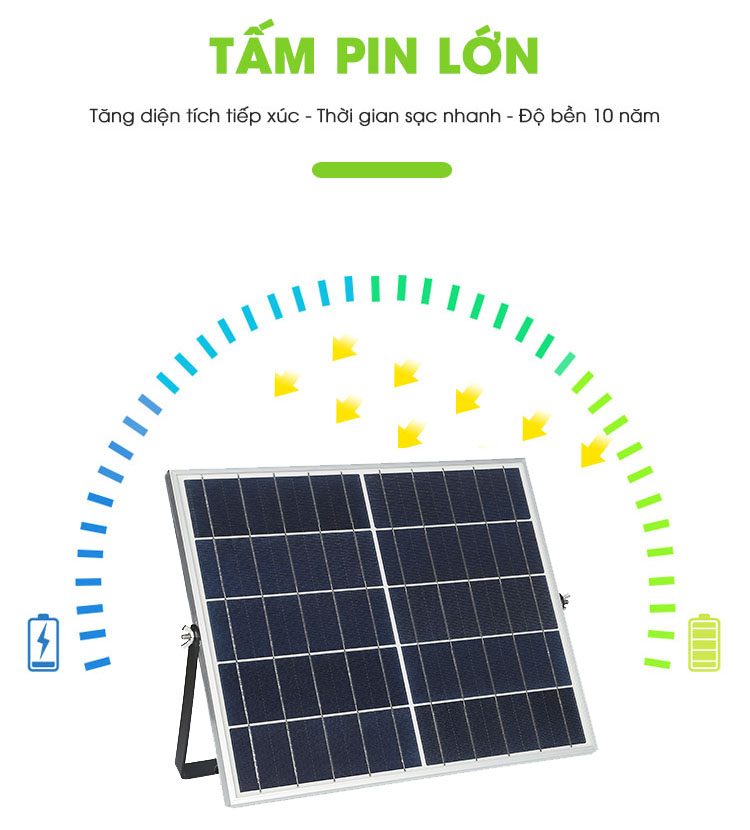 TẤM PIN LỚN
Tăng diện tích tiếp xúc - Thời gian sạc nhanh - Độ bền 10 năm